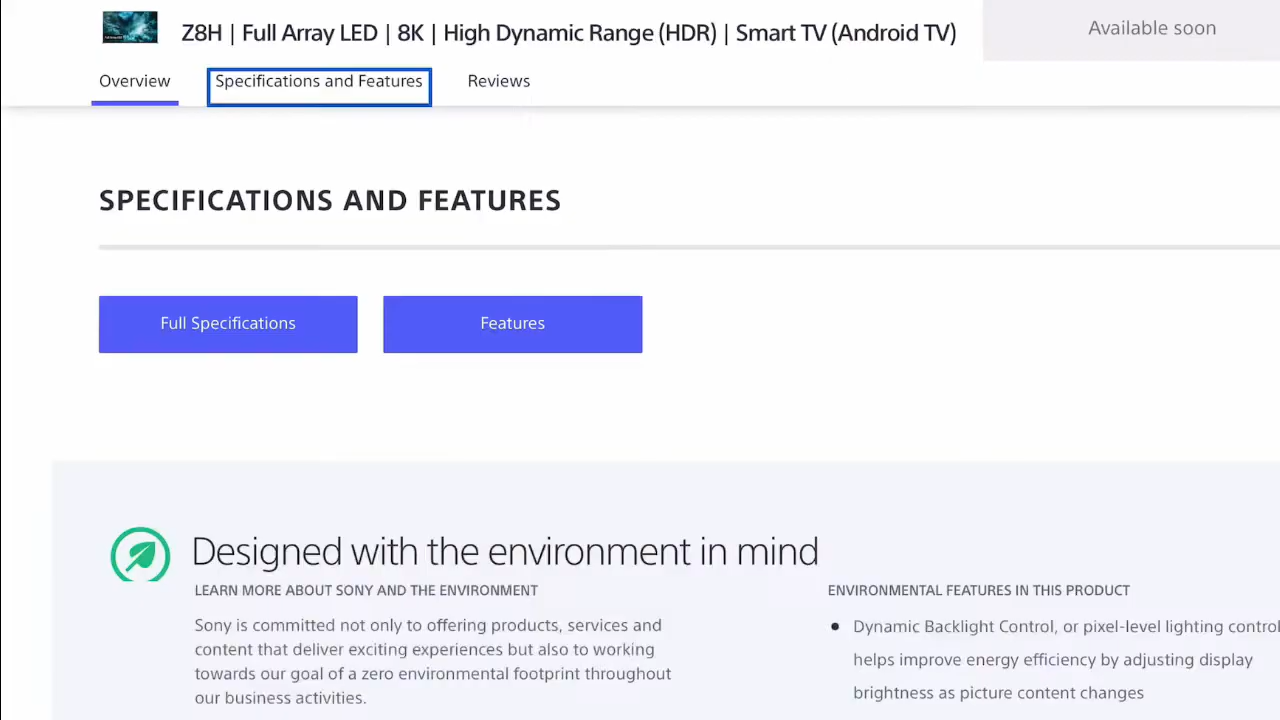 Z8H | Full Array LED | 8K | High Dynamic Range (HDR) | Smart TV (Android TV)
Available soon
Overview
Specifications and Features
Reviews
SPECIFICATIONS AND FEATURES
Full Specifications
Features
Designed with the environment in mind
LEARN MORE ABOUT SONY AND THE ENVIRONMENT
Sony is committed not only to offering products, services and
content that deliver exciting experiences but also to working
towards our goal of a zero environmental footprint throughout
our business activities.
ENVIRONMENTAL FEATURES IN THIS PRODUCT
Dynamic Backlight Control, or pixel-level lighting control
helps improve energy efficiency by adjusting display
brightness as picture content changes